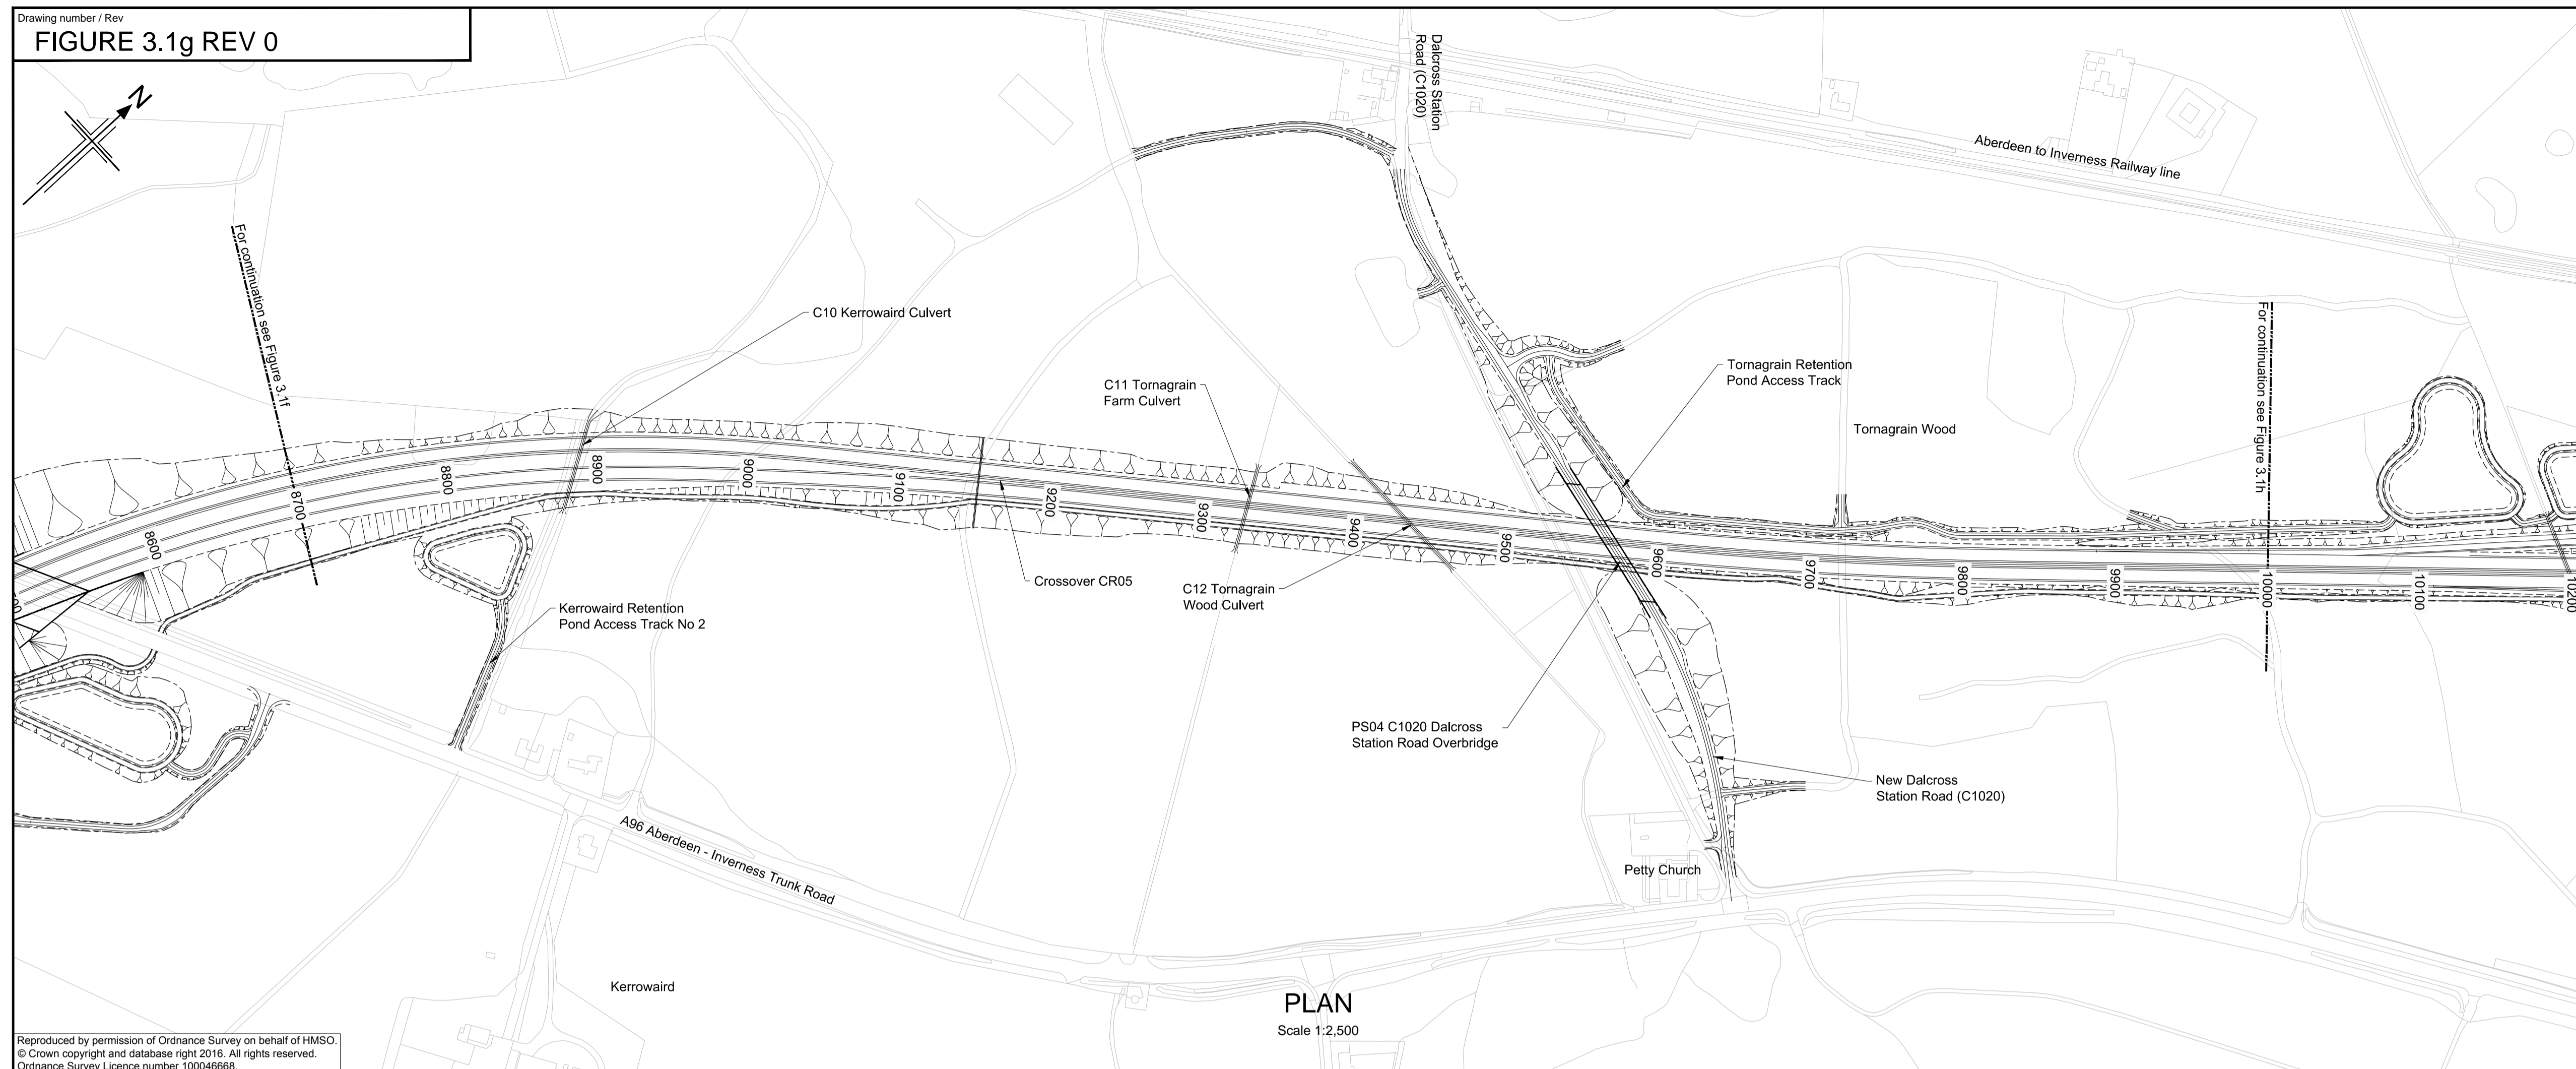 Drawing number / Rev
FIGURE 3.1g REV 0
N
Dalcross Station
Road (C1020)
Aberdeen to Inverness Railway line
For continuation see Figure 3.1f
C10 Kerrowaird Culvert
C11 Tornagrain
Farm Culvert
Tornagrain Retention
Pond Access Track
Tornagrain Wood
For continuation see Figure 3.1h
8600
8700
8800
8900
9000
9100
9200
9300
9400
9500
9600
9700
9800
9900
10000
10100
10200
Crossover CR05
C12 Tornagrain
Wood Culvert
Kerrowaird Retention
Pond Access Track No 2
PS04 C1020 Dalcross
Station Road Overbridge
New Dalcross
Station Road (C1020)
A96 Aberdeen - Inverness Trunk Road
Petty Church
Kerrowaird
PLAN
Scale 1:2,500
Reproduced by permission of Ordnance Survey on behalf of HMSO.
© Crown copyright and database right 2016. All rights reserved.
Ordnance Survey Licence number 100046668.